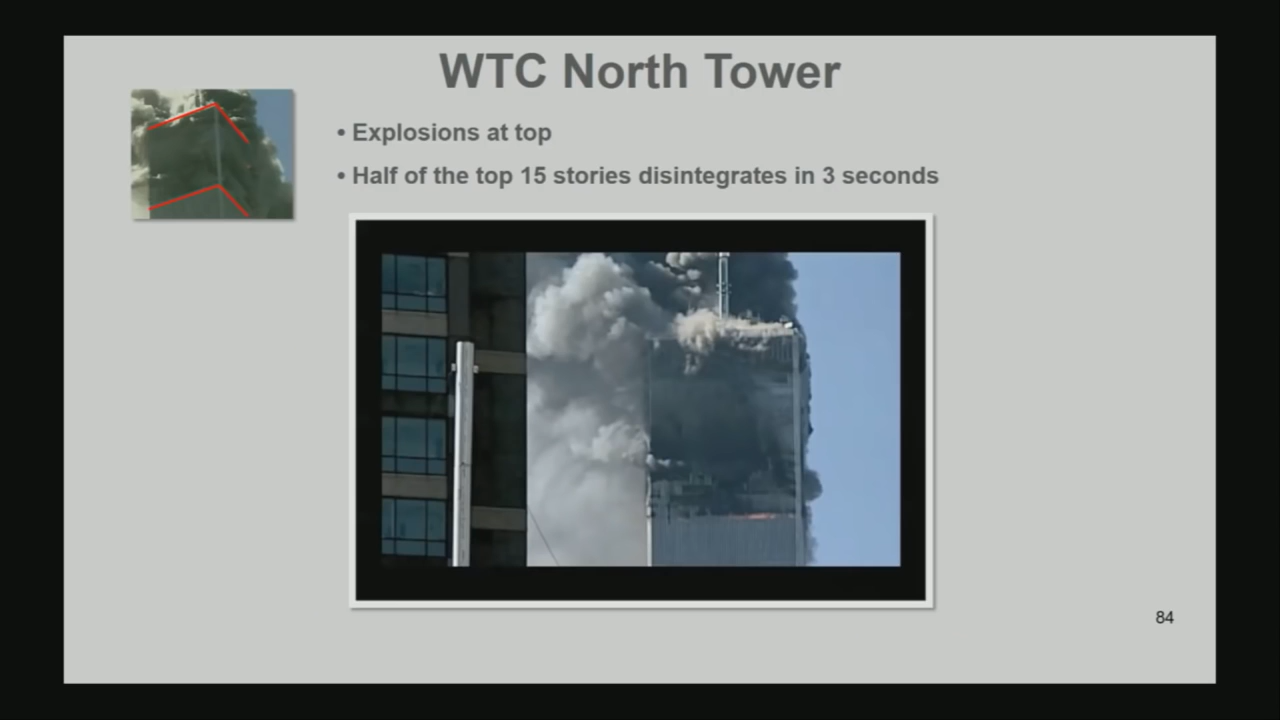 WTC North Tower
• Explosions at top
• Half of the top 15 stories disintegrates in 3 seconds
84